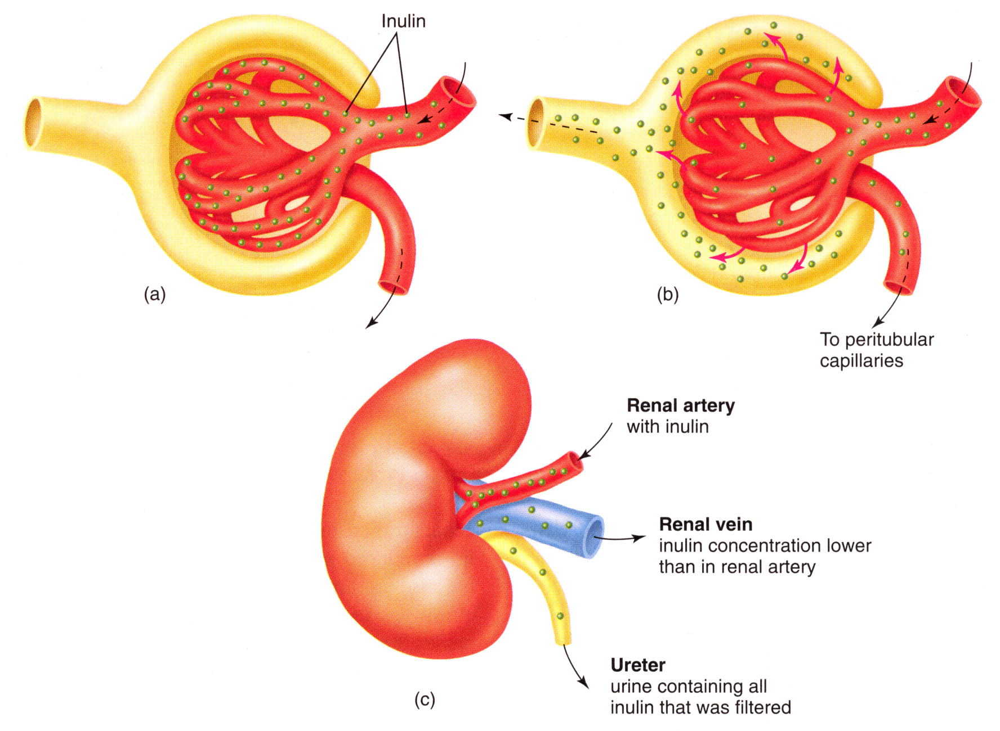 Inulin
(a)
(b)
To peritubular
capillaries
Renal artery
with inulin
Renal vein
inulin concentration lower
than in renal artery
Ureter
urine containing all
inulin that was filtered
(c)